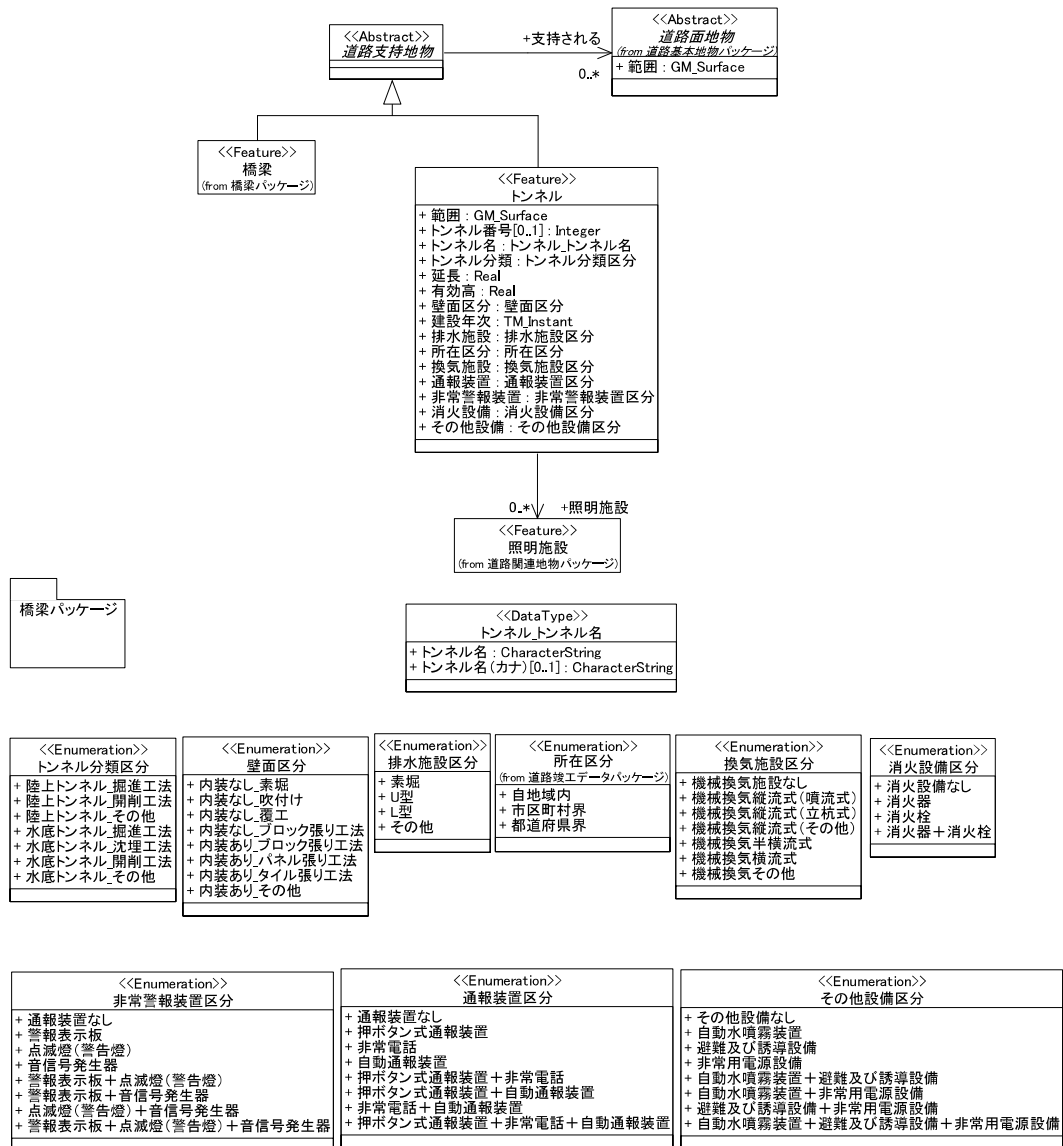 <<Abstract>>
道路支持地物
+支持される
0..*
<<Abstract>>
道路面地物
(from 道路基本地物パッケージ)
+ 範囲 : GM_Surface
<<Feature>>
橋梁
(from 橋梁パッケージ)
<<Feature>>
トンネル
+ 範囲 : GM_Surface
+ トンネル番号[0..1] : Integer
+ トンネル名 : トンネル_トンネル名
+ トンネル分類 : トンネル分類区分
+ 延長 : Real
+ 有効高 : Real
+ 壁面区分 : 壁面区分
+ 建設年次 : TM_Instant
+ 排水施設 : 排水施設区分
+ 所在区分 : 所在区分
+ 換気施設 : 換気施設区分
+ 通報装置 : 通報装置区分
+ 非常警報装置 : 非常警報装置区分
+ 消火設備 : 消火設備区分
+ その他設備 : その他設備区分
0..*
+照明施設
<<Feature>>
照明施設
(from 道路関連地物パッケージ)
橋梁パッケージ
<<DataType>>
トンネル_トンネル名
+ トンネル名 : CharacterString
+ トンネル名(カナ)[0..1] : CharacterString
<<Enumeration>>
トンネル分類区分
+ 陸上トンネル_掘進工法
+ 陸上トンネル_開削工法
+ 陸上トンネル_その他
+ 水底トンネル_掘進工法
+ 水底トンネル_沈埋工法
+ 水底トンネル_開削工法
+ 水底トンネル_その他
<<Enumeration>>
壁面区分
+ 内装なし_素堀
+ 内装なし_吹付け
+ 内装なし_覆工
+ 内装なし_ブロック張り工法
+ 内装あり_ブロック張り工法
+ 内装あり_パネル張り工法
+ 内装あり_タイル張り工法
+ 内装あり_その他
<<Enumeration>>
排水施設区分
+ 素堀
+ U型
+ L型
+ その他
<<Enumeration>>
所在区分
(from 道路竣工データパッケージ)
+ 自地域内
+ 市区町村界
+ 都道府県界
<<Enumeration>>
換気施設区分
+ 機械換気施設なし
+ 機械換気縦流式(噴流式)
+ 機械換気縦流式(立杭式)
+ 機械換気縦流式(その他)
+ 機械換気半横流式
+ 機械換気横流式
+ 機械換気その他
<<Enumeration>>
消火設備区分
+ 消火設備なし
+ 消火器
+ 消火栓
+ 消火器＋消火栓
<<Enumeration>>
非常警報装置区分
+ 通報装置なし
+ 警報表示板
+ 点滅燈(警告燈)
+ 音信号発生器
+ 警報表示板＋点滅燈(警告燈)
+ 警報表示板＋音信号発生器
+ 点滅燈(警告燈)＋音信号発生器
+ 警報表示板＋点滅燈(警告燈)＋音信号発生器
<<Enumeration>>
通報装置区分
+ 通報装置なし
+ 押ボタン式通報装置
+ 非常電話
+ 自動通報装置
+ 押ボタン式通報装置＋非常電話
+ 押ボタン式通報装置＋自動通報装置
+ 非常電話＋自動通報装置
+ 押ボタン式通報装置＋非常電話＋自動通報装置
<<Enumeration>>
その他設備区分
+ その他設備なし
+ 自動水噴霧装置
+ 避難及び誘導設備
+ 非常用電源設備
+ 自動水噴霧装置＋避難及び誘導設備
+ 自動水噴霧装置＋非常用電源設備
+ 避難及び誘導設備＋非常用電源設備
+ 自動水噴霧装置＋避難及び誘導設備＋非常用電源設備